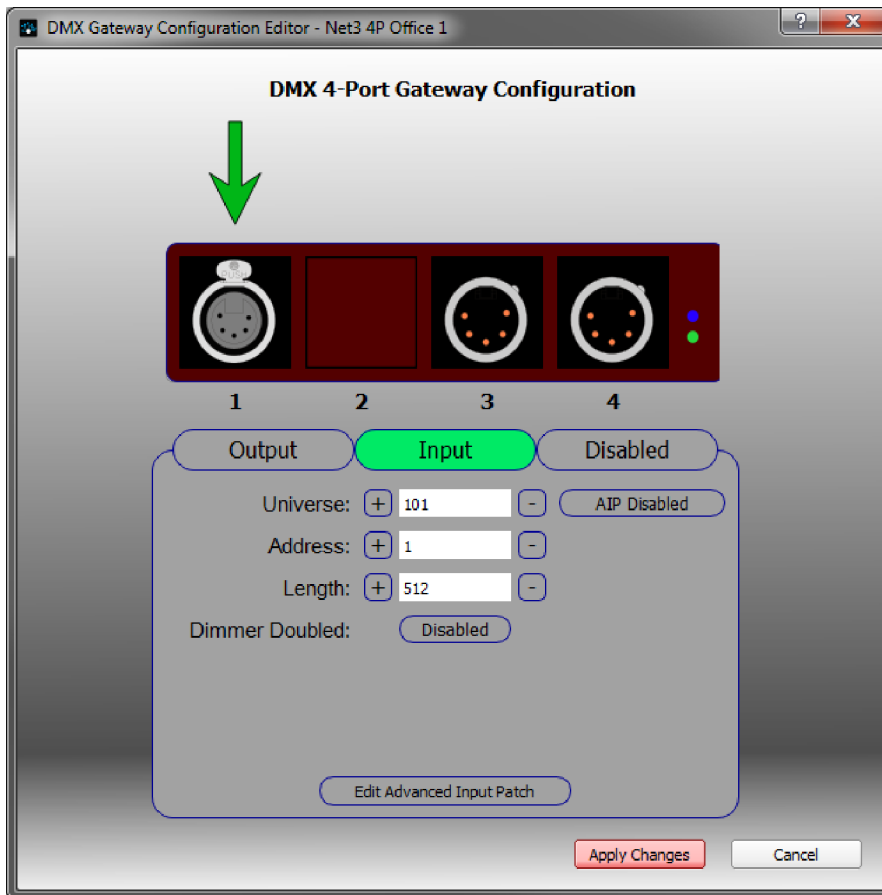 DMX Gateway Configuration Editor - Net3 4P Office 1
? X
DMX 4-Port Gateway Configuration
PUSH
1 2 3 4
Output Input Disabled
Universe: + 101 - AIP Disabled
Address: + 1 -
Length: + 512 -
Dimmer Doubled: Disabled
Edit Advanced Input Patch
Apply Changes Cancel